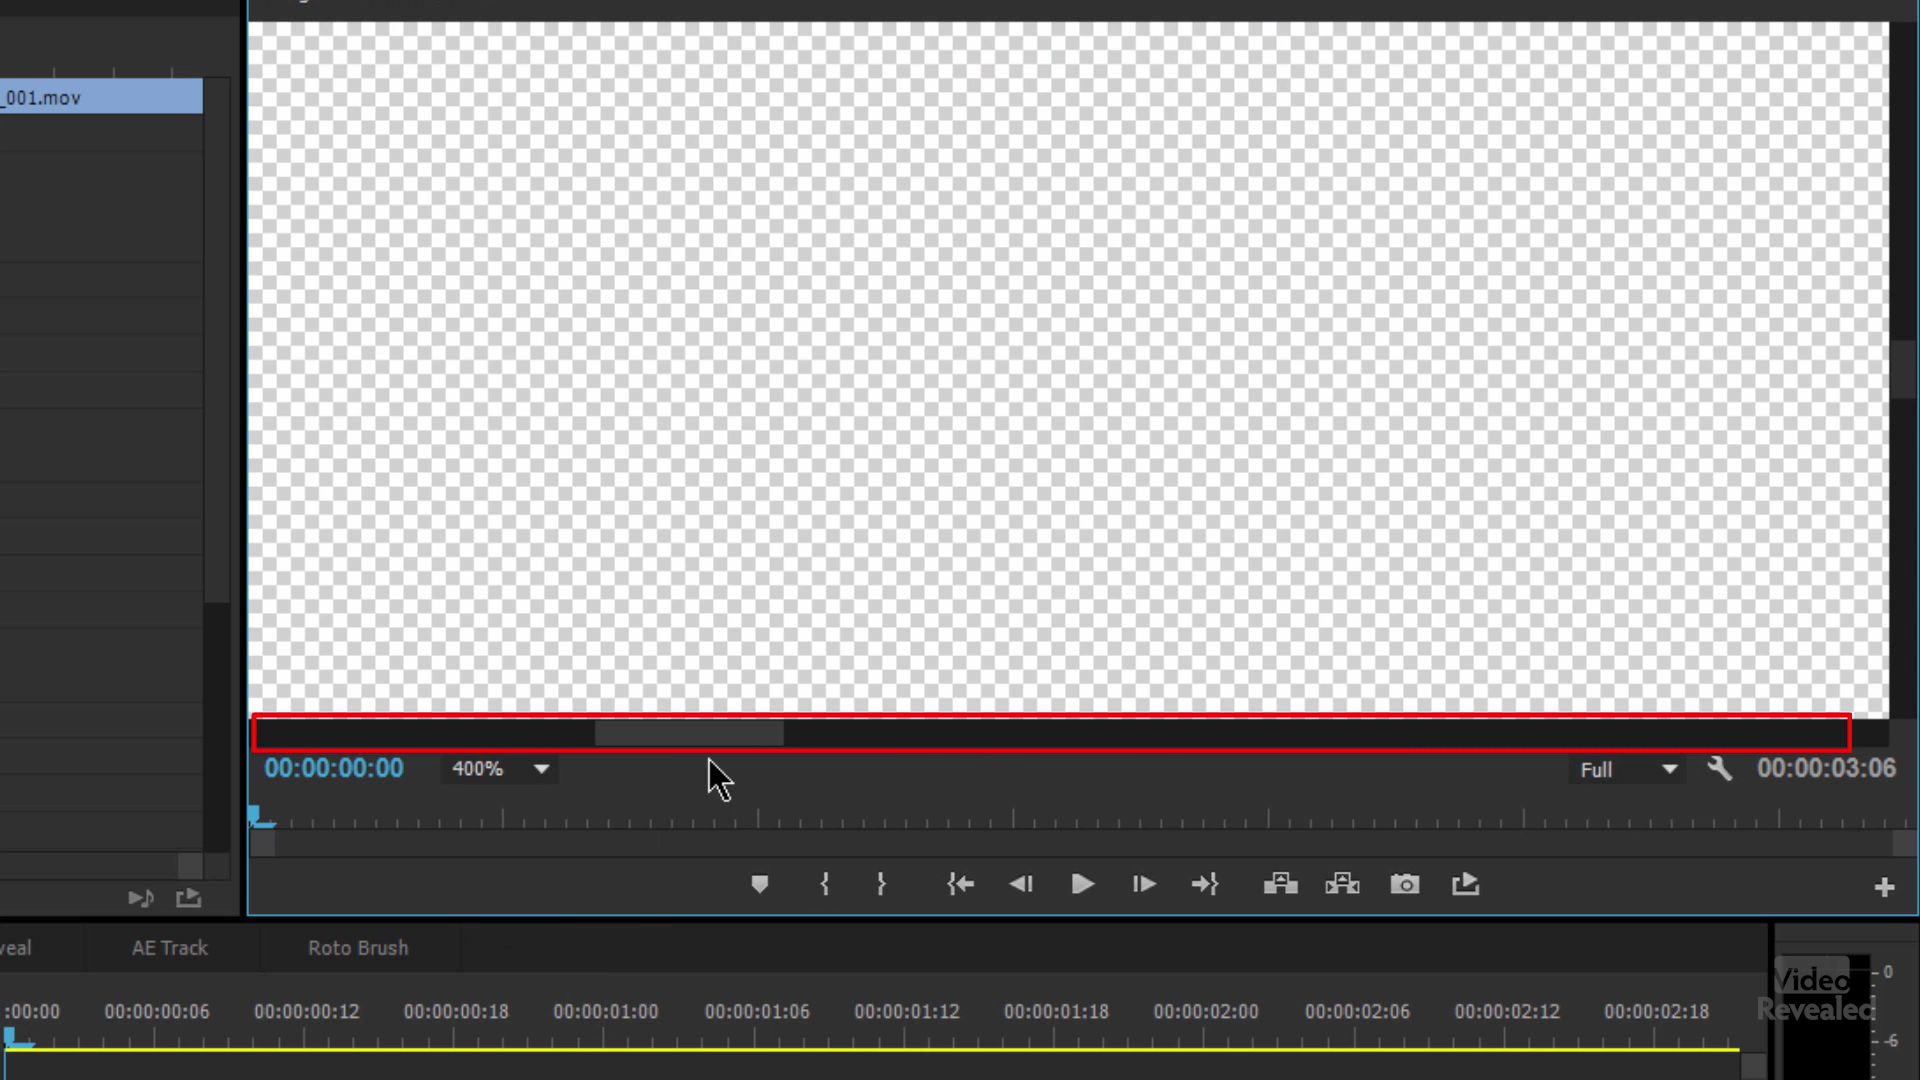 _001.mov
00:00:00:00
400%
Full
00:00:03:06
veal
AE Track
Roto Brush
:00:00
00:00:00:06
00:00:00:12
00:00:00:18
00:00:01:00
00:00:01:06
00:00:01:12
00:00:01:18
00:00:02:00
00:00:02:06
00:00:02:12
00:00:02:18
0
-6
Video
Revealed